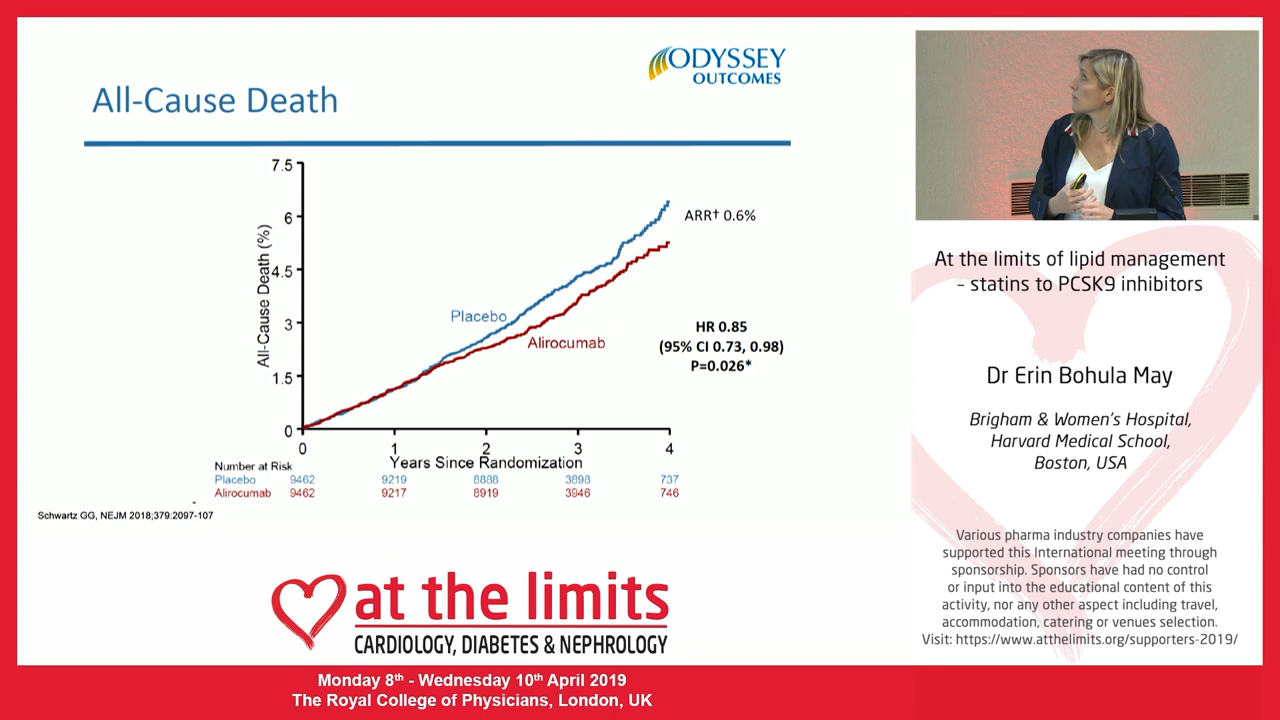 ODYSSEY
OUTCOMES
All-Cause Death
7.5
6
4.5
3
1.5
0
All-Cause Death (%)
ARR† 0.6%
Placebo
Alirocumab
HR 0.85
(95% CI 0.73, 0.98)
P=0.026*
0 1 2 3 4
Years Since Randomization
Number at Risk
Placebo 9462 9219 8888 3898 737
Alirocumab 9462 9217 8919 3946 746
Schwartz GG, NEJM 2018;379:2097-107
at the limits
CARDIOLOGY, DIABETES & NEPHROLOGY
Monday 8th - Wednesday 10th April 2019
The Royal College of Physicians, London, UK
At the limits of lipid management
– statins to PCSK9 inhibitors
Dr Erin Bohula May
Brigham & Women's Hospital,
Harvard Medical School,
Boston, USA
Various pharma industry companies have
supported this International meeting through
sponsorship. Sponsors have had no control
or input into the educational content of this
activity, nor any other aspect including travel,
accommodation, catering or venues selection.
Visit: https://www.atthelimits.org/supporters-2019/